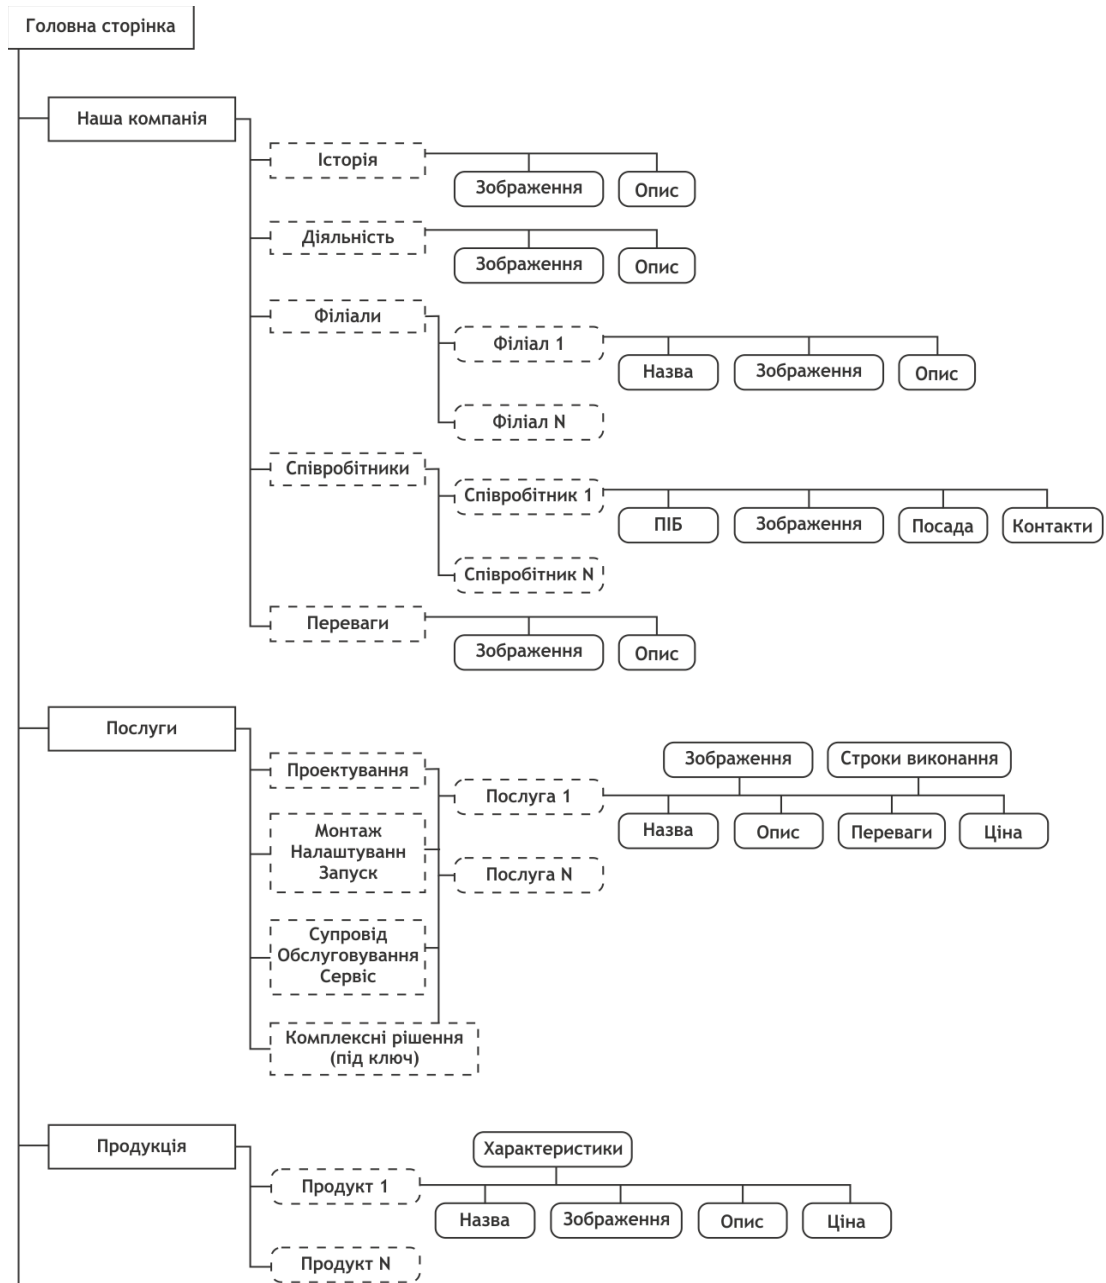 Головна сторінка
Наша компанія
Історія
Зображення
Опис
Діяльність
Зображення
Опис
Філіали
Філіал 1
Назва
Зображення
Опис
Філіал N
Співробітники
Співробітник 1
ПІБ
Зображення
Посада
Контакти
Співробітник N
Переваги
Зображення
Опис
Послуги
Проектування
Послуга 1
Зображення
Строки виконання
Назва
Опис
Переваги
Ціна
Монтаж
Налаштуванн
Запуск
Послуга N
Супровід
Обслуговування
Сервіс
Комплексні рішення
(під ключ)
Продукція
Характеристики
Продукт 1
Назва
Зображення
Опис
Ціна
Продукт N